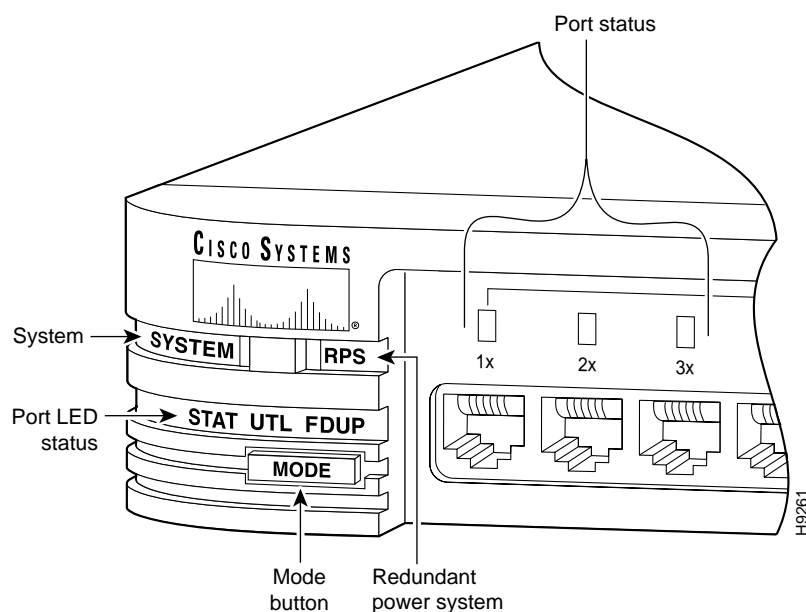 Port status
CISCO SYSTEMS
®
System
SYSTEM
RPS
1x
2x
3x
Port LED
status
STAT UTL FDUP
MODE
H9261
Mode
button
Redundant
power system